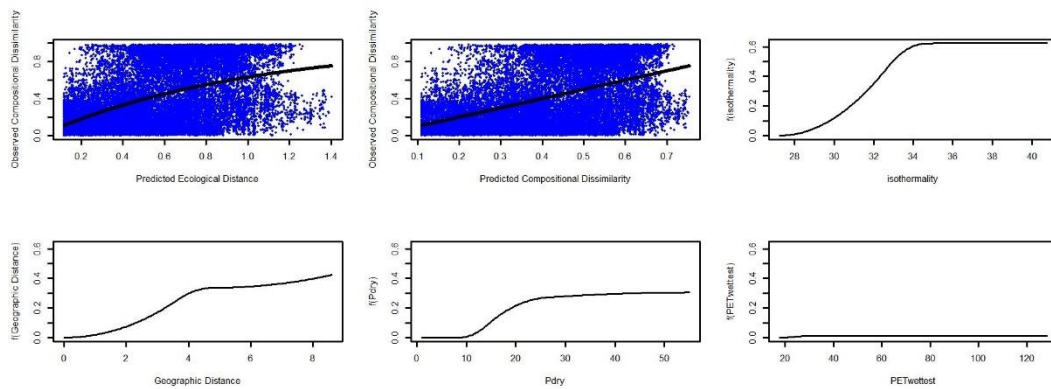 Observed Compositional Dissimilarity
0.0 0.4 0.8
0.2 0.4 0.6 0.8 1.0 1.2 1.4
Predicted Ecological Distance
Observed Compositional Dissimilarity
0.0 0.4 0.8
0.1 0.2 0.3 0.4 0.5 0.6 0.7
Predicted Compositional Dissimilarity
f(isothermality)
0.0 0.2 0.4 0.6
28 30 32 34 36 38 40
isothermality
f(Geographic Distance)
0.0 0.2 0.4 0.6
0 2 4 6 8
Geographic Distance
f(Pdry)
0.0 0.2 0.4 0.6
0 10 20 30 40 50
Pdry
f(PETwettest)
0.0 0.2 0.4 0.6
20 40 60 80 100 120
PETwettest